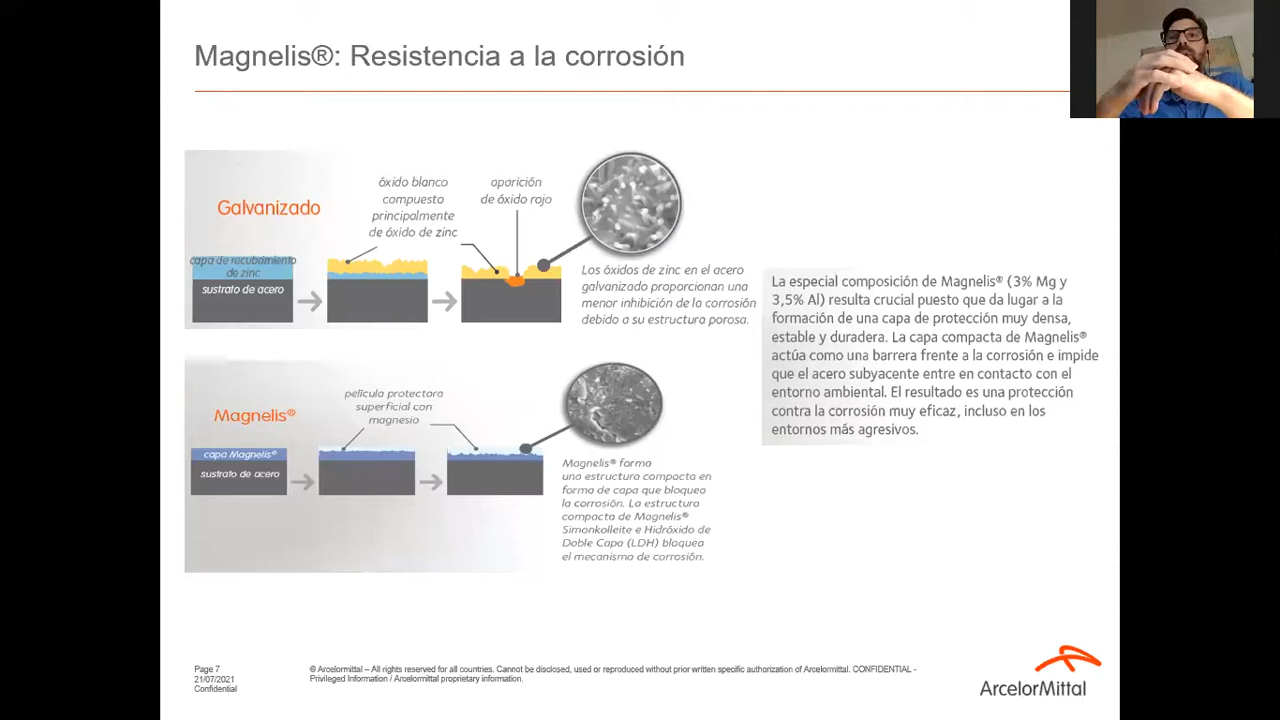 Magnelis®: Resistencia a la corrosión
Galvanizado
óxido blanco
compuesto
principalmente
de óxido de zinc
aparición
de óxido rojo
capa de recubamiento
de zinc
sustrato de acero
Los óxidos de zinc en el acero
galvanizado proporcionan una
menor inhibición de la corrosión
debido a su estructura porosa.
Magnelis®
película protectora
superficial con
magnesio
capa Magnelis®
sustrato de acero
Magnelis® forma
una estructura compacta en
forma de capa que bloquea
la corrosión. La estructura
compacta de Magnelis®
Simonkolleite e Hidróxido de
Doble Capa (LDH) bloquea
el mecanismo de corrosión.
La especial composición de Magnelis® (3% Mg y
3,5% Al) resulta crucial puesto que da lugar a la
formación de una capa de protección muy densa,
estable y duradera. La capa compacta de Magnelis®
actúa como una barrera frente a la corrosión e impide
que el acero subyacente entre en contacto con el
entorno ambiental. El resultado es una protección
contra la corrosión muy eficaz, incluso en los
entornos más agresivos.
Page 7
21/07/2021
Confidential
© Arcelormittal – All rights reserved for all countries. Cannot be disclosed, used or reproduced without prior written specific authorization of Arcelormittal. CONFIDENTIAL -
Privileged Information / Arcelormittal proprietary information.
ArcelorMittal